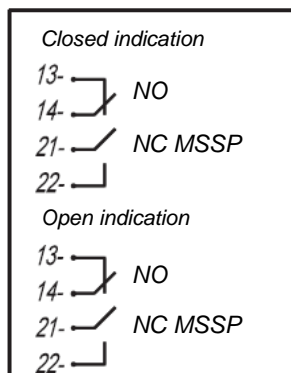 Closed indication
13-
NO
14-
21- NC MSSP
22-
Open indication
13-
NO
14-
21- NC MSSP
22-